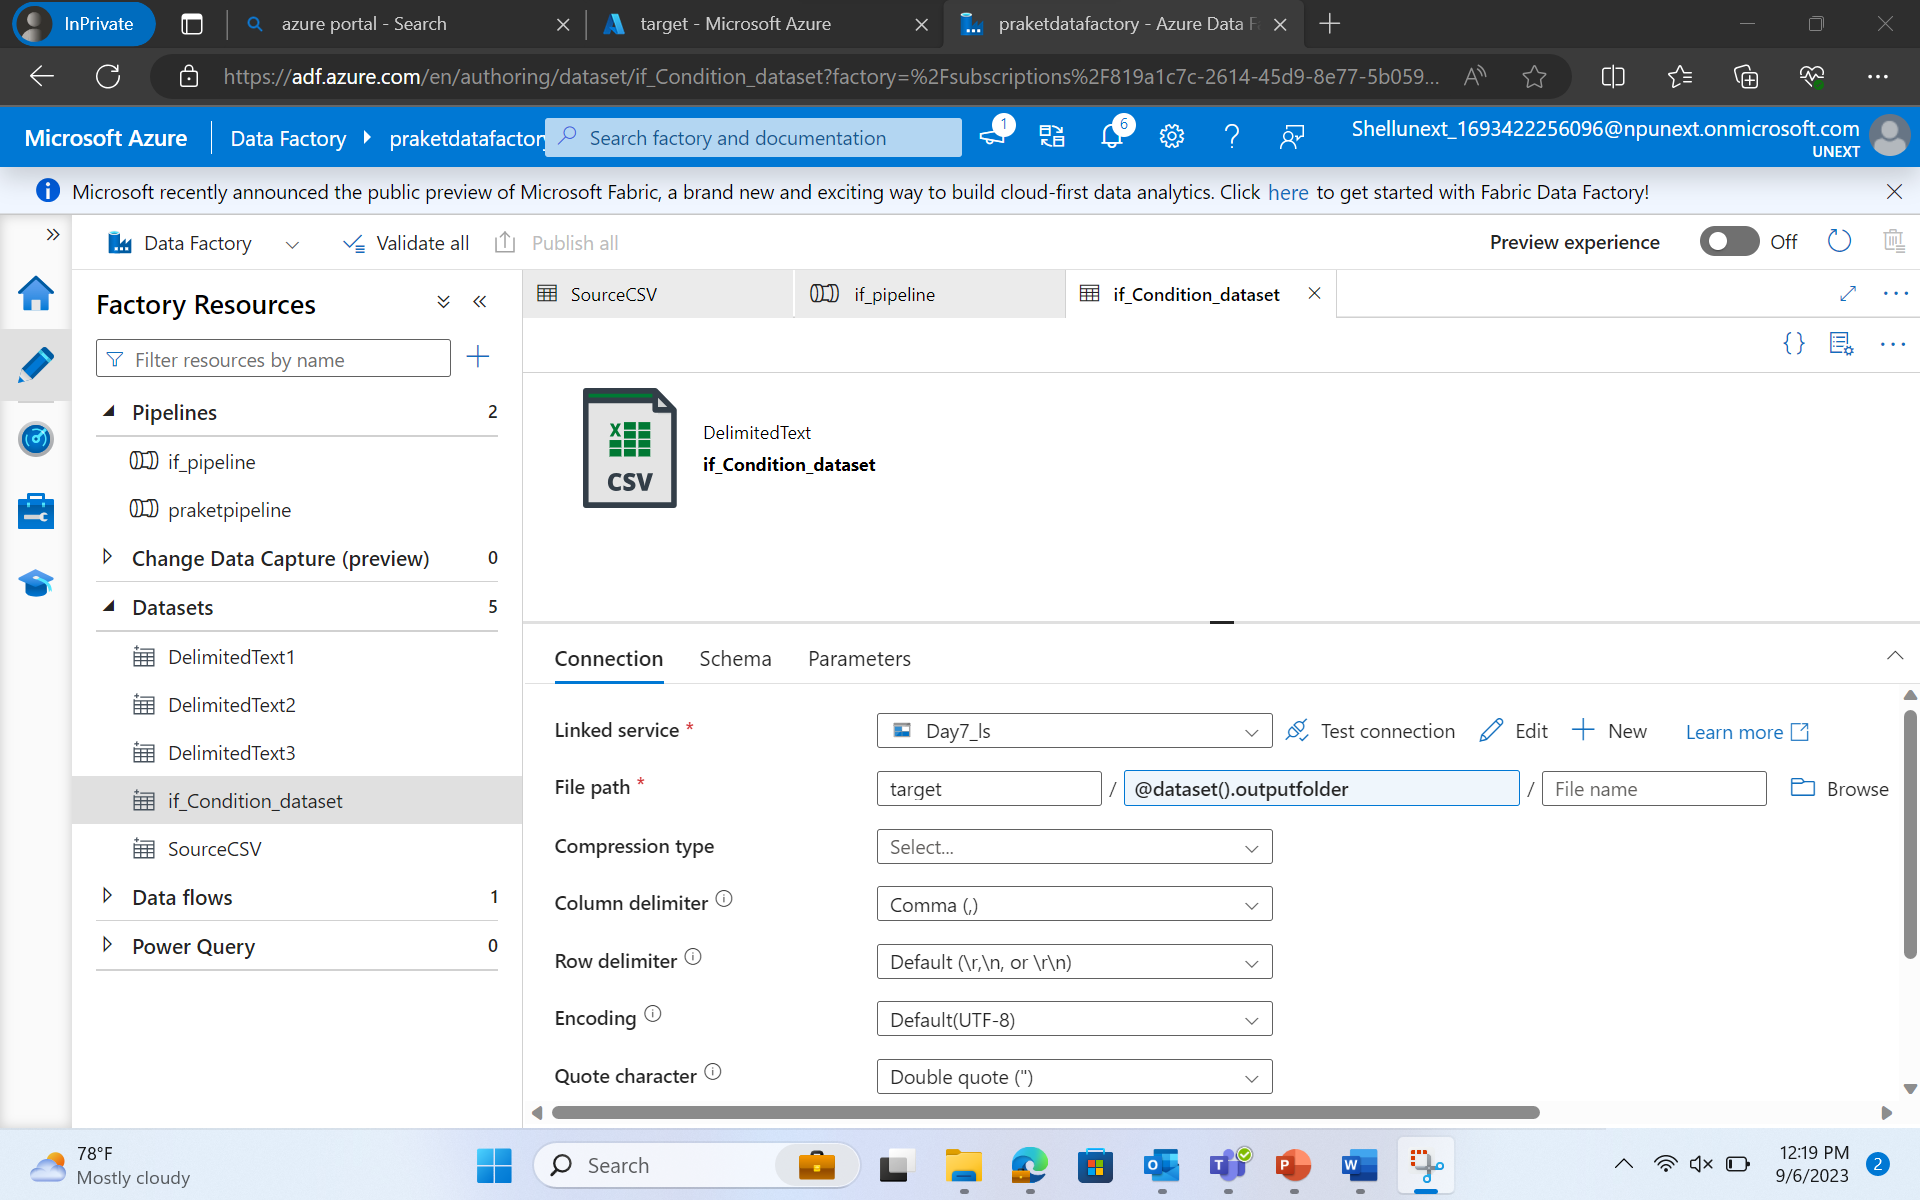 InPrivate
azure portal - Search
target - Microsoft Azure
praketdatafactory - Azure Data F
https://adf.azure.com/en/authoring/dataset/if_Condition_dataset?factory=%2Fsubscriptions%2F819a1c7c-2614-45d9-8e77-5b059...
Microsoft Azure
Data Factory
praketdatafactory
Search factory and documentation
1
6
Shellunext_1693422256096@npunext.onmicrosoft.com
UNEXT
Microsoft recently announced the public preview of Microsoft Fabric, a brand new and exciting way to build cloud-first data analytics. Click here to get started with Fabric Data Factory!
Data Factory
Validate all
Publish all
Preview experience
Off
Factory Resources
Filter resources by name
Pipelines 2
if_pipeline
praketpipeline
Change Data Capture (preview) 0
Datasets 5
DelimitedText1
DelimitedText2
DelimitedText3
if_Condition_dataset
SourceCSV
Data flows 1
Power Query 0
SourceCSV
if_pipeline
if_Condition_dataset
X
CSV
DelimitedText
if_Condition_dataset
Connection
Schema
Parameters
Linked service *
Day7_ls
Test connection
Edit
New
Learn more
File path *
target / @dataset().outputfolder / File name
Browse
Compression type
Select...
Column delimiter
Comma (,)
Row delimiter
Default (\r,\n, or \r\n)
Encoding
Default(UTF-8)
Quote character
Double quote (")
78°F
Mostly cloudy
Search
12:19 PM
9/6/2023
2